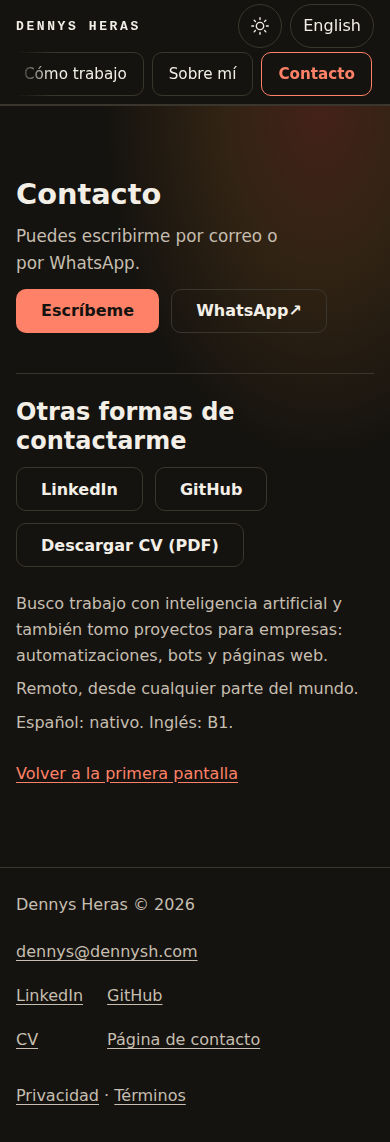 DENNYS HERAS
English
Cómo trabajo
Sobre mí
Contacto
Contacto
Puedes escribirme por correo o
por WhatsApp.
Escríbeme
WhatsApp↗
Otras formas de
contactarme
LinkedIn
GitHub
Descargar CV (PDF)
Busco trabajo con inteligencia artificial y
también tomo proyectos para empresas:
automatizaciones, bots y páginas web.
Remoto, desde cualquier parte del mundo.
Español: nativo. Inglés: B1.
Volver a la primera pantalla
Dennys Heras © 2026
dennys@dennysh.com
LinkedIn
GitHub
CV
Página de contacto
Privacidad · Términos